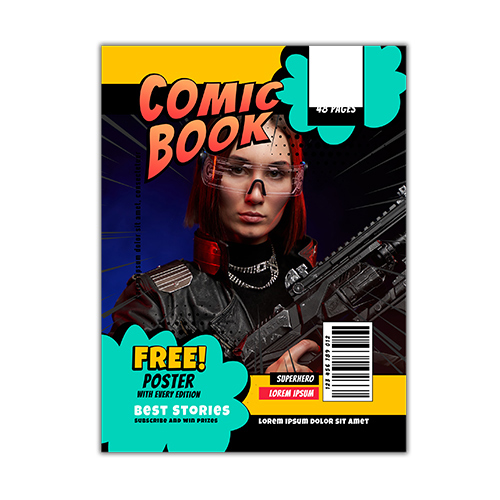 COMIC
BOOK
48 PAGES
FREE!
POSTER
WITH EVERY EDITION
BEST STORIES
SUBSCRIBE AND WIN PRIZES
SUPERHERO
LOREM IPSUM
LOREM IPSUM DOLOR SIT AMET
123 456 789 012